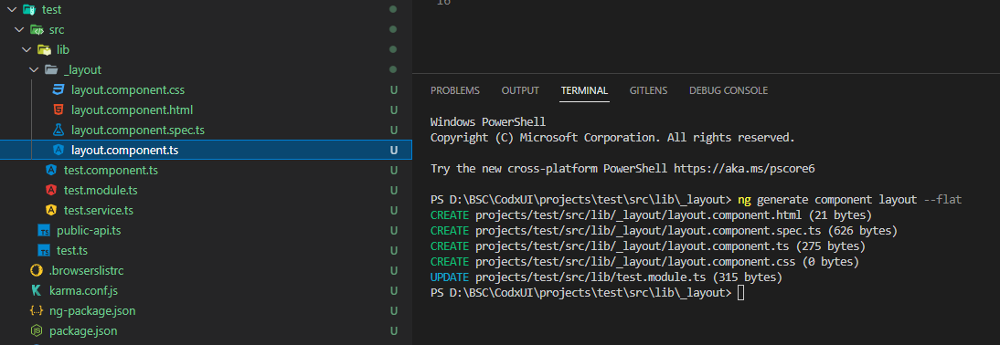 test
src
lib
_layout
layout.component.css U
layout.component.html U
layout.component.spec.ts U
layout.component.ts U
test.component.ts U
test.module.ts U
test.service.ts U
public-api.ts U
test.ts U
.browserslistrc U
karma.conf.js U
ng-package.json U
package.json U
16
PROBLEMS OUTPUT TERMINAL GITLENS DEBUG CONSOLE
Windows PowerShell
Copyright (C) Microsoft Corporation. All rights reserved.
Try the new cross-platform PowerShell https://aka.ms/pscore6
PS D:\BSC\CodxUI\projects\test\src\lib\_layout> ng generate component layout --flat
CREATE projects/test/src/lib/_layout/layout.component.html (21 bytes)
CREATE projects/test/src/lib/_layout/layout.component.spec.ts (626 bytes)
CREATE projects/test/src/lib/_layout/layout.component.ts (275 bytes)
CREATE projects/test/src/lib/_layout/layout.component.css (0 bytes)
UPDATE projects/test/src/lib/test.module.ts (315 bytes)
PS D:\BSC\CodxUI\projects\test\src\lib\_layout>